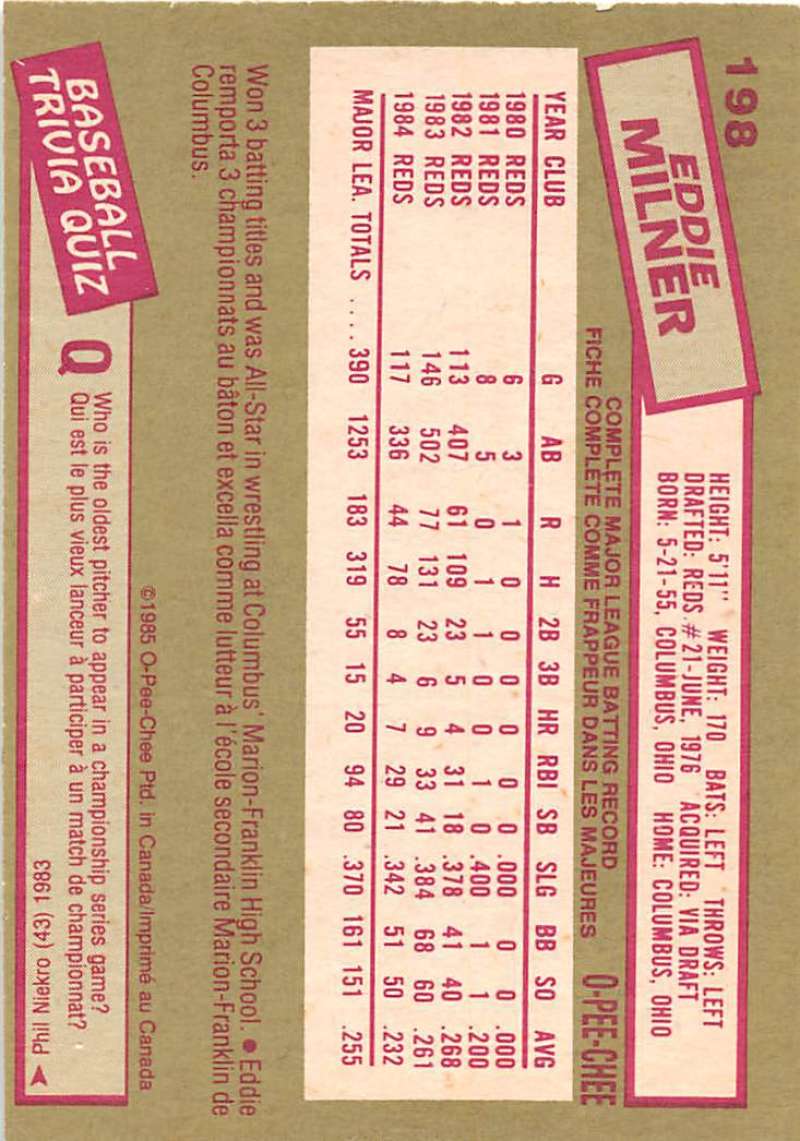 198
EDDIE
MILNER
HEIGHT: 5'11" WEIGHT: 170 BATS: LEFT THROWS: LEFT
DRAFTED: REDS #21-JUNE, 1976 ACQUIRED: VIA DRAFT
BORN: 5-21-55, COLUMBUS, OHIO HOME: COLUMBUS, OHIO
COMPLETE MAJOR LEAGUE BATTING RECORD
FICHE COMPLÈTE COMME FRAPPEUR DANS LES MAJEURES
O-PEE-CHEE
YEAR CLUB G AB R H 2B 3B HR RBI SB SLG BB SO AVG
1980 REDS 6 3 1 0 0 0 0 0 0 .000 0 0 .000
1981 REDS 8 5 0 1 1 0 0 1 0 .400 1 1 .200
1982 REDS 113 407 61 109 23 5 4 31 18 .378 41 40 .268
1983 REDS 146 502 77 131 23 6 9 33 41 .384 68 60 .261
1984 REDS 117 336 44 78 8 4 7 29 21 .342 51 50 .232
MAJOR LEA. TOTALS .... 390 1253 183 319 55 15 20 94 80 .370 161 151 .255
Won 3 batting titles and was All-Star in wrestling at Columbus' Marion-Franklin High School. ● Eddie
remporta 3 championnats au bâton et excella comme lutteur à l'école secondaire Marion-Franklin de
Columbus.
©1985 O-Pee-Chee Ptd. in Canada/Imprimé au Canada
BASEBALL
TRIVIA QUIZ
Q Who is the oldest pitcher to appear in a championship series game?
Qui est le plus vieux lanceur à participer à un match de championnat?
Phil Niekro (43) 1983